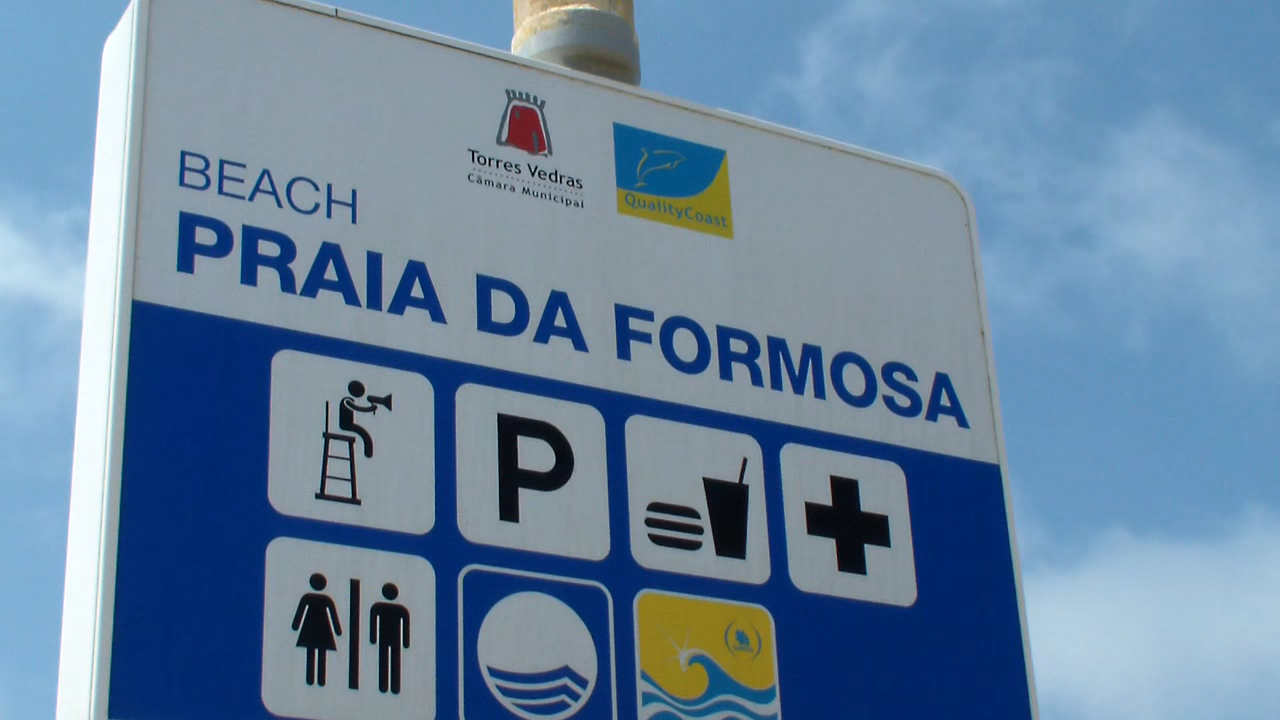 Torres Vedras
Câmara Municipal
QualityCoast
BEACH
PRAIA DA FORMOSA
P